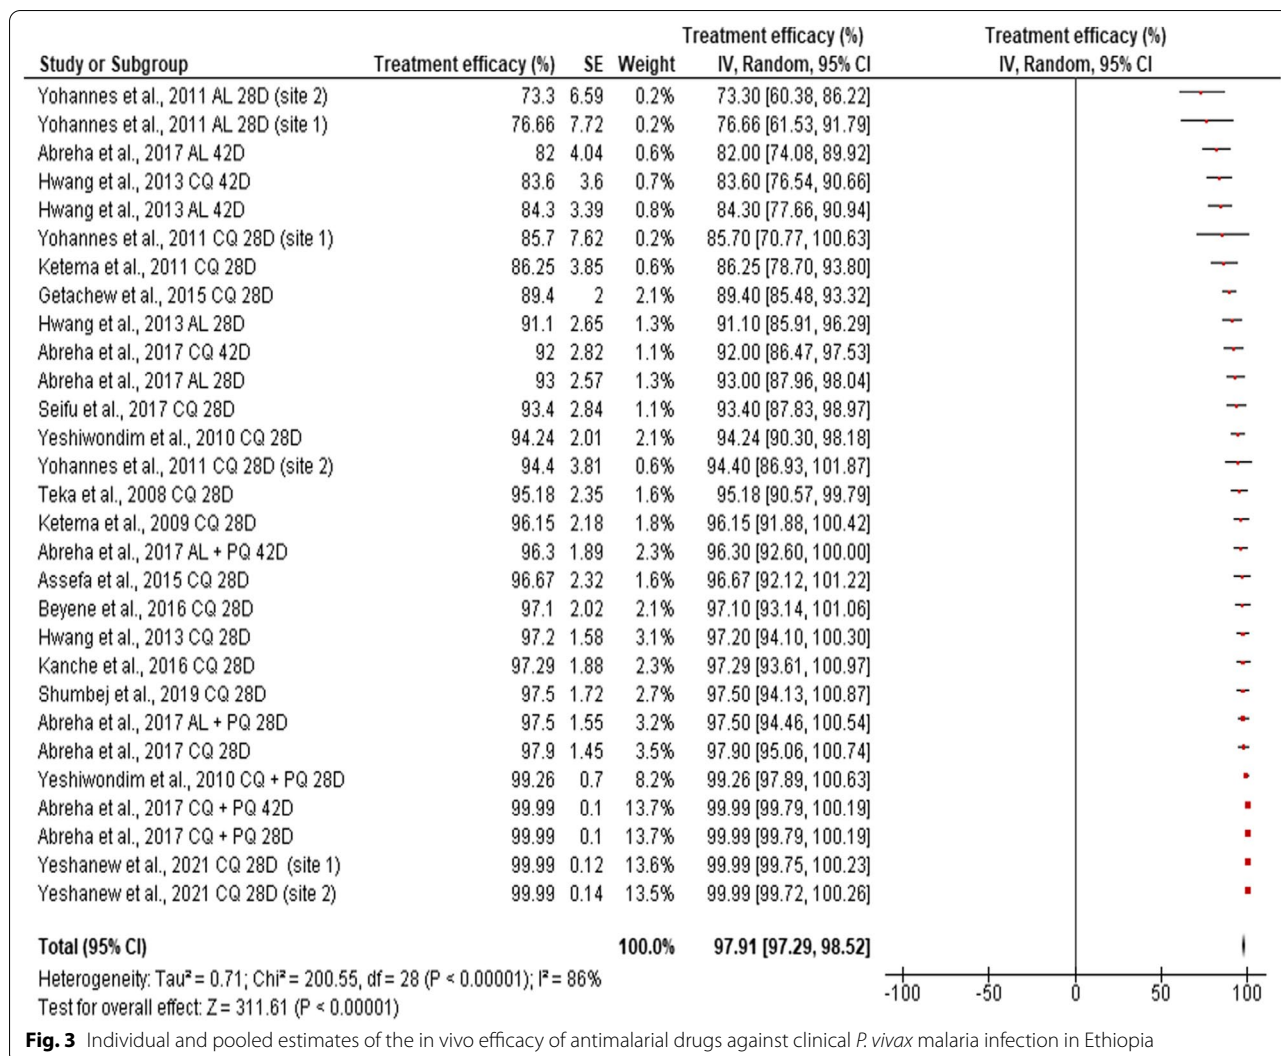 Treatment efficacy (%) Treatment efficacy (%)
Study or Subgroup Treatment efficacy (%) SE Weight IV, Random, 95% CI IV, Random, 95% CI
Yohannes et al., 2011 AL 28D (site 2) 73.3 6.59 0.2% 73.30 [60.38, 86.22]
Yohannes et al., 2011 AL 28D (site 1) 76.66 7.72 0.2% 76.66 [61.53, 91.79]
Abreha et al., 2017 AL 42D 82 4.04 0.6% 82.00 [74.08, 89.92]
Hwang et al., 2013 CQ 42D 83.6 3.6 0.7% 83.60 [76.54, 90.66]
Hwang et al., 2013 AL 42D 84.3 3.39 0.8% 84.30 [77.66, 90.94]
Yohannes et al., 2011 CQ 28D (site 1) 85.7 7.62 0.2% 85.70 [70.77, 100.63]
Ketema et al., 2011 CQ 28D 86.25 3.85 0.6% 86.25 [78.70, 93.80]
Getachew et al., 2015 CQ 28D 89.4 2 2.1% 89.40 [85.48, 93.32]
Hwang et al., 2013 AL 28D 91.1 2.65 1.3% 91.10 [85.91, 96.29]
Abreha et al., 2017 CQ 42D 92 2.82 1.1% 92.00 [86.47, 97.53]
Abreha et al., 2017 AL 28D 93 2.57 1.3% 93.00 [87.96, 98.04]
Seifu et al., 2017 CQ 28D 93.4 2.84 1.1% 93.40 [87.83, 98.97]
Yeshiwondim et al., 2010 CQ 28D 94.24 2.01 2.1% 94.24 [90.30, 98.18]
Yohannes et al., 2011 CQ 28D (site 2) 94.4 3.81 0.6% 94.40 [86.93, 101.87]
Teka et al., 2008 CQ 28D 95.18 2.35 1.6% 95.18 [90.57, 99.79]
Ketema et al., 2009 CQ 28D 96.15 2.18 1.8% 96.15 [91.88, 100.42]
Abreha et al., 2017 AL + PQ 42D 96.3 1.89 2.3% 96.30 [92.60, 100.00]
Assefa et al., 2015 CQ 28D 96.67 2.32 1.6% 96.67 [92.12, 101.22]
Beyene et al., 2016 CQ 28D 97.1 2.02 2.1% 97.10 [93.14, 101.06]
Hwang et al., 2013 CQ 28D 97.2 1.58 3.1% 97.20 [94.10, 100.30]
Kanche et al., 2016 CQ 28D 97.29 1.88 2.3% 97.29 [93.61, 100.97]
Shumbej et al., 2019 CQ 28D 97.5 1.72 2.7% 97.50 [94.13, 100.87]
Abreha et al., 2017 AL + PQ 28D 97.5 1.55 3.2% 97.50 [94.46, 100.54]
Abreha et al., 2017 CQ 28D 97.9 1.45 3.5% 97.90 [95.06, 100.74]
Yeshiwondim et al., 2010 CQ + PQ 28D 99.26 0.7 8.2% 99.26 [97.89, 100.63]
Abreha et al., 2017 CQ + PQ 42D 99.99 0.1 13.7% 99.99 [99.79, 100.19]
Abreha et al., 2017 CQ + PQ 28D 99.99 0.1 13.7% 99.99 [99.79, 100.19]
Yeshanew et al., 2021 CQ 28D (site 1) 99.99 0.12 13.6% 99.99 [99.75, 100.23]
Yeshanew et al., 2021 CQ 28D (site 2) 99.99 0.14 13.5% 99.99 [99.72, 100.26]
Total (95% CI) 100.0% 97.91 [97.29, 98.52]
Heterogeneity: Tau² = 0.71; Chi² = 200.55, df = 28 (P < 0.00001); I² = 86%
-100 -50 0 50 100
Test for overall effect: Z = 311.61 (P < 0.00001)
Fig. 3 Individual and pooled estimates of the in vivo efficacy of antimalarial drugs against clinical P. vivax malaria infection in Ethiopia